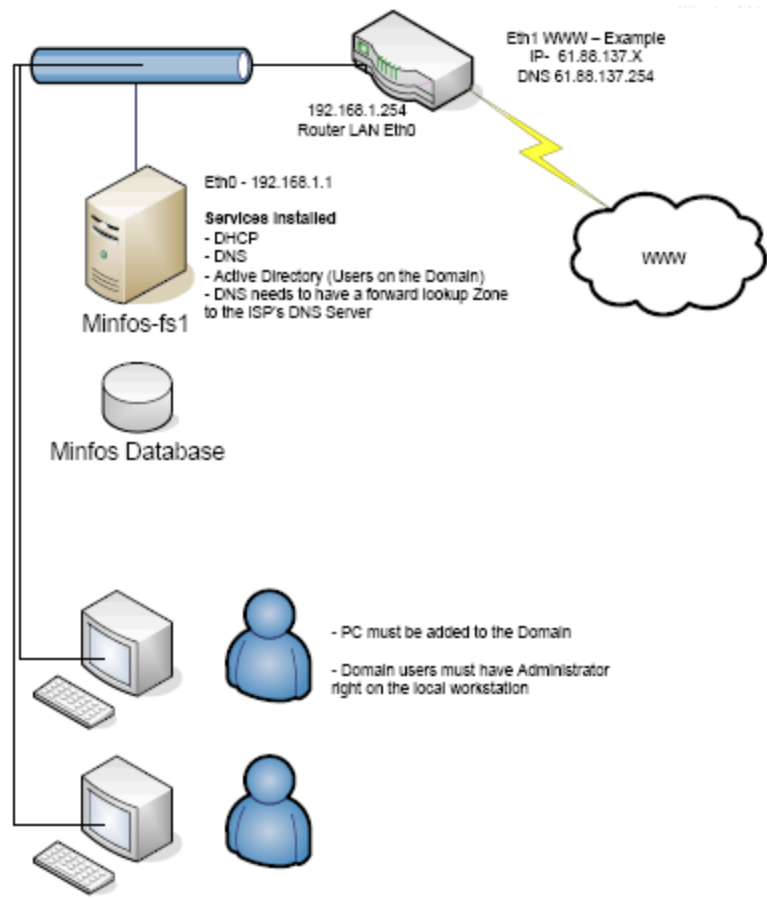 Eth1 WWW – Example
IP- 61.88.137.X
DNS 61.88.137.254
192.168.1.254
Router LAN Eth0
WWW
Eth0 - 192.168.1.1
Services Installed
- DHCP
- DNS
- Active Directory (Users on the Domain)
- DNS needs to have a forward lookup Zone
to the ISP's DNS Server
Minfos-fs1
Minfos Database
- PC must be added to the Domain
- Domain users must have Administrator
right on the local workstation